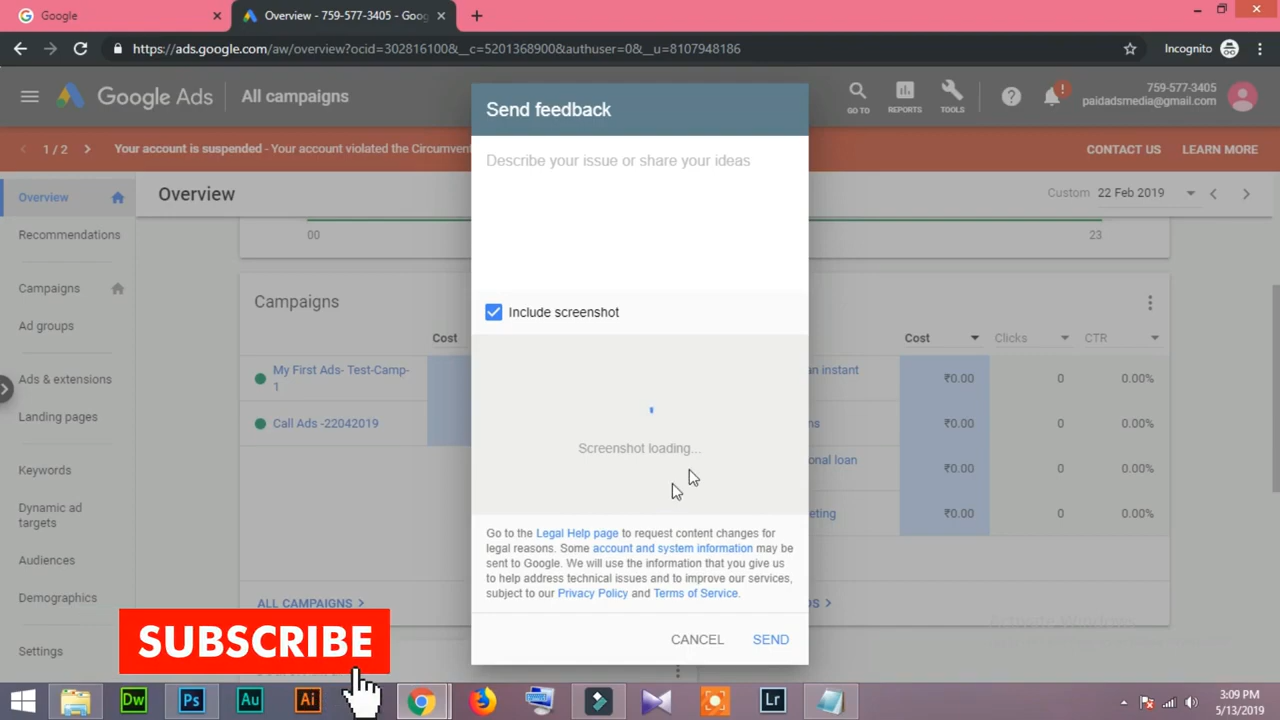 Google
Overview - 759-577-3405 - Goog
https://ads.google.com/aw/overview?ocid=302816100&__c=5201368900&authuser=0&__u=8107948186
Incognito
Google Ads
All campaigns
GO TO
REPORTS
TOOLS
759-577-3405
paidadsmedia@gmail.com
1 / 2
Your account is suspended - Your account violated the Circumvent
CONTACT US
LEARN MORE
Overview
Recommendations
Campaigns
Ad groups
Ads & extensions
Landing pages
Keywords
Dynamic ad
targets
Audiences
Demographics
Settings
Overview
Custom 22 Feb 2019
00
23
Campaigns
Cost
My First Ads- Test-Camp-
1
Call Ads -22042019
ALL CAMPAIGNS
Send feedback
Describe your issue or share your ideas
Include screenshot
Screenshot loading...
Go to the Legal Help page to request content changes for
legal reasons. Some account and system information may be
sent to Google. We will use the information that you give us
to help address technical issues and to improve our services,
subject to our Privacy Policy and Terms of Service.
CANCEL
SEND
Cost Clicks CTR
an instant ₹0.00 0 0.00%
ns ₹0.00 0 0.00%
onal loan ₹0.00 0 0.00%
eting ₹0.00 0 0.00%
DS
Activate Windows
SUBSCRIBE
Dw
Ps
Au
Ai
Lr
3:09 PM
5/13/2019